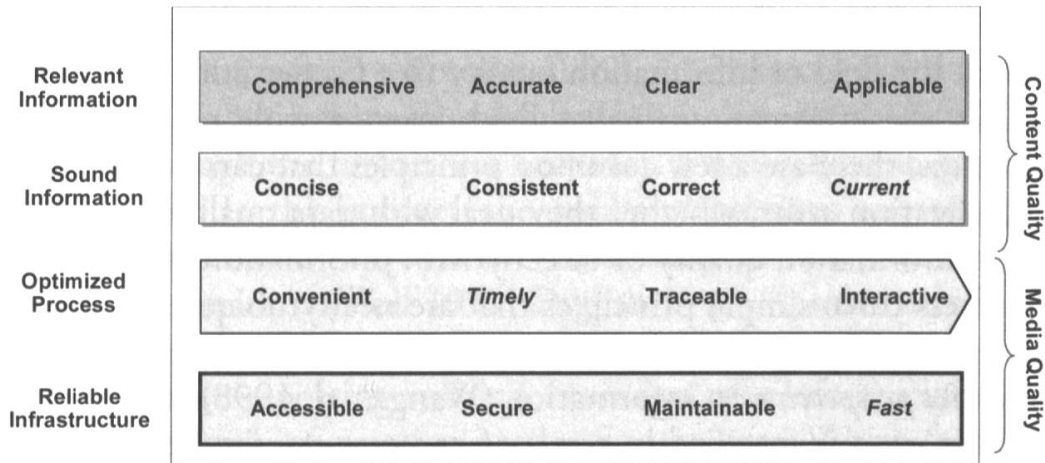 Relevant
Information
Comprehensive Accurate Clear Applicable
Sound
Information
Concise Consistent Correct Current
Content Quality
Optimized
Process
Convenient Timely Traceable Interactive
Reliable
Infrastructure
Accessible Secure Maintainable Fast
Media Quality